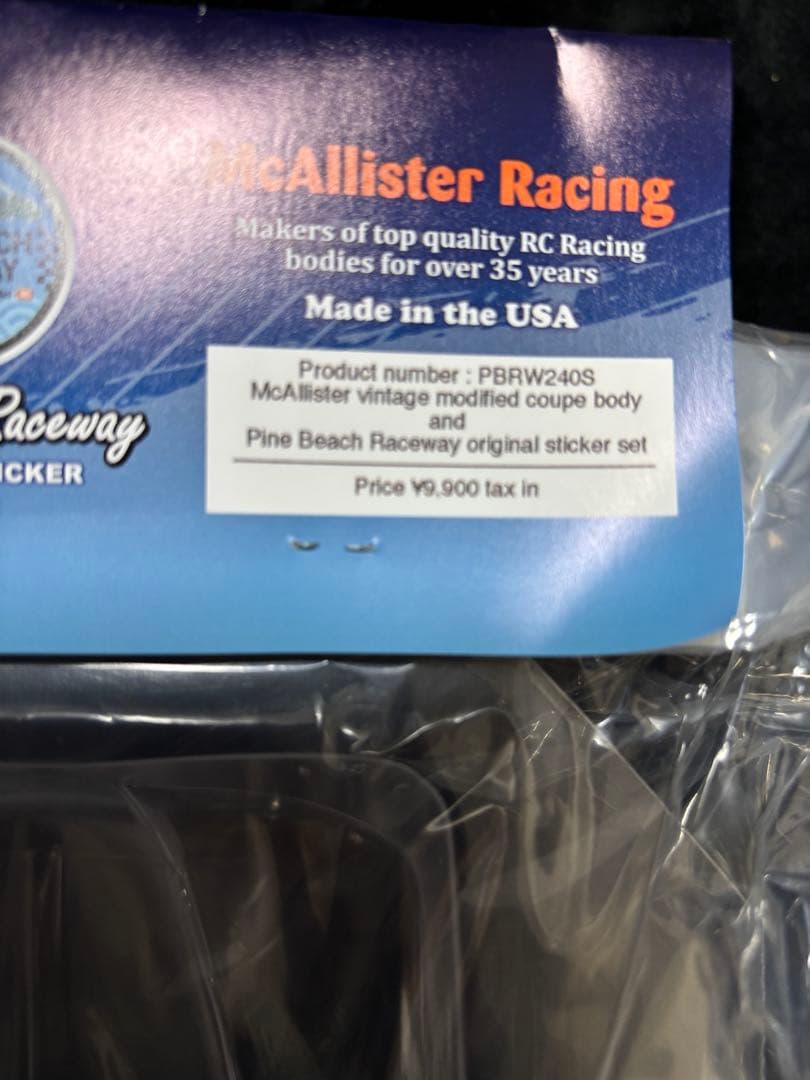 McAllister Racing
Makers of top quality RC Racing
bodies for over 35 years
Made in the USA
Product number : PBRW240S
McAllister vintage modified coupe body
and
Pine Beach Raceway original sticker set
Price ¥9,900 tax in
Raceway
ICKER